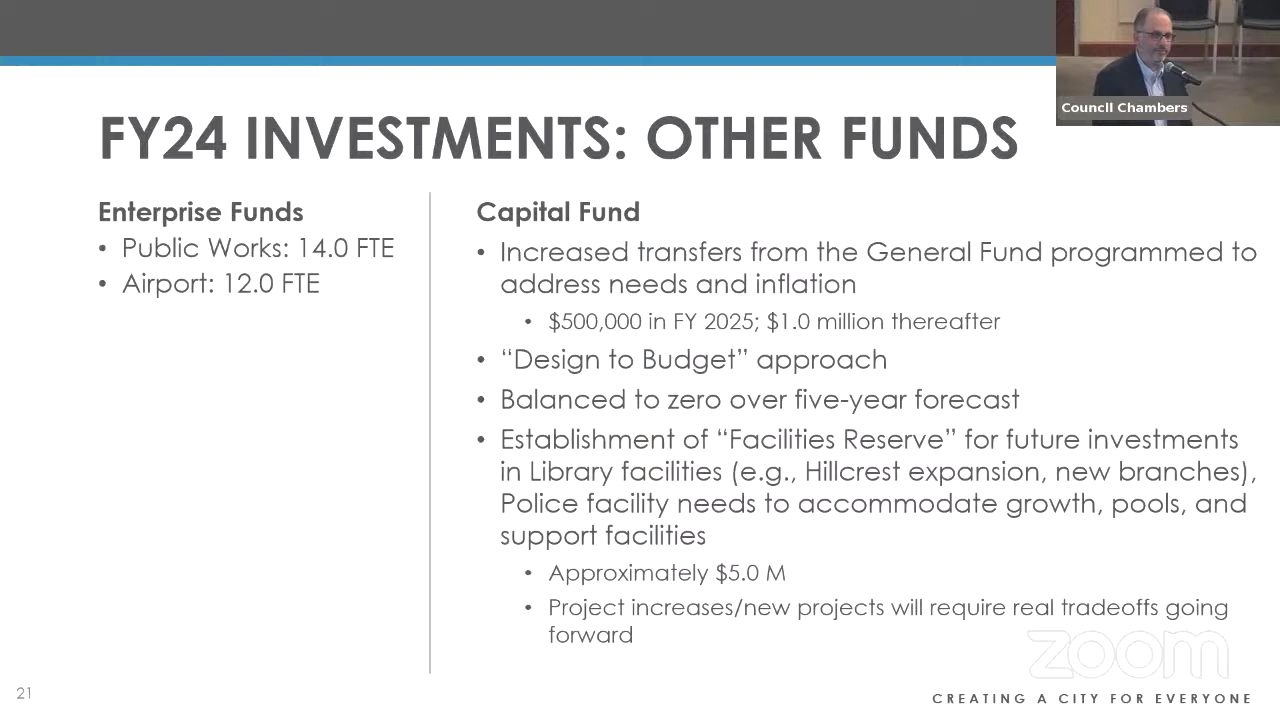 Council Chambers
FY24 INVESTMENTS: OTHER FUNDS
Enterprise Funds
• Public Works: 14.0 FTE
• Airport: 12.0 FTE
Capital Fund
• Increased transfers from the General Fund programmed to
address needs and inflation
• $500,000 in FY 2025; $1.0 million thereafter
• “Design to Budget” approach
• Balanced to zero over five-year forecast
• Establishment of “Facilities Reserve” for future investments
in Library facilities (e.g., Hillcrest expansion, new branches),
Police facility needs to accommodate growth, pools, and
support facilities
• Approximately $5.0 M
• Project increases/new projects will require real tradeoffs going
forward
zoom
21
CREATING A CITY FOR EVERYONE